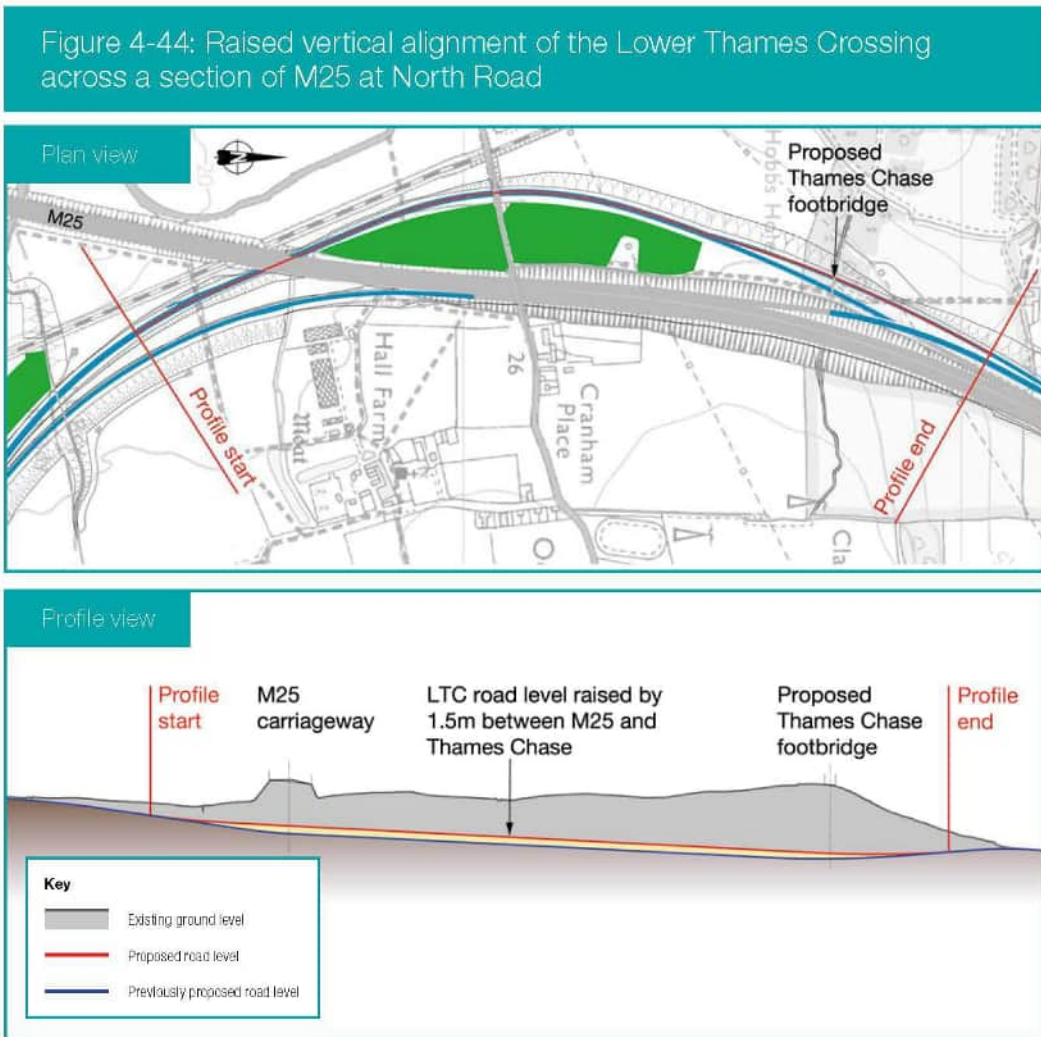 Figure 4-44: Raised vertical alignment of the Lower Thames Crossing
across a section of M25 at North Road
Plan view
N
M25
Proposed
Thames Chase
footbridge
Profile start
Moat
Hall Farm
26
Cranham
Place
Profile end
Cla
Profile view
Profile
start
M25
carriageway
LTC road level raised by
1.5m between M25 and
Thames Chase
Proposed
Thames Chase
footbridge
Profile
end
Key
Existing ground level
Proposed road level
Previously proposed road level